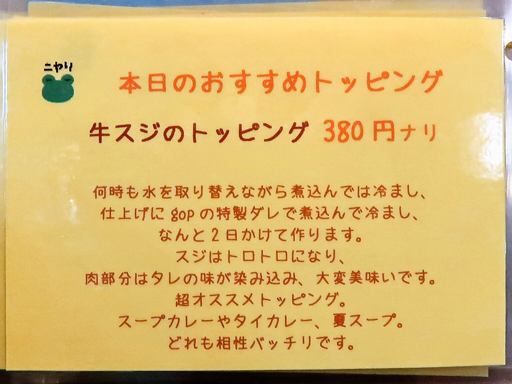 ニヤリ
本日のおすすめトッピング
牛スジのトッピング 380円ナリ
何時も水を取り替えながら煮込んでは冷まし、
仕上げにgopの特製ダレで煮込んで冷まし、
なんと2日かけて作ります。
スジはトロトロになり、
肉部分はタレの味が染み込み、大変美味いです。
超オススメトッピング。
スープカレーやタイカレー、夏スープ。
どれも相性バッチリです。